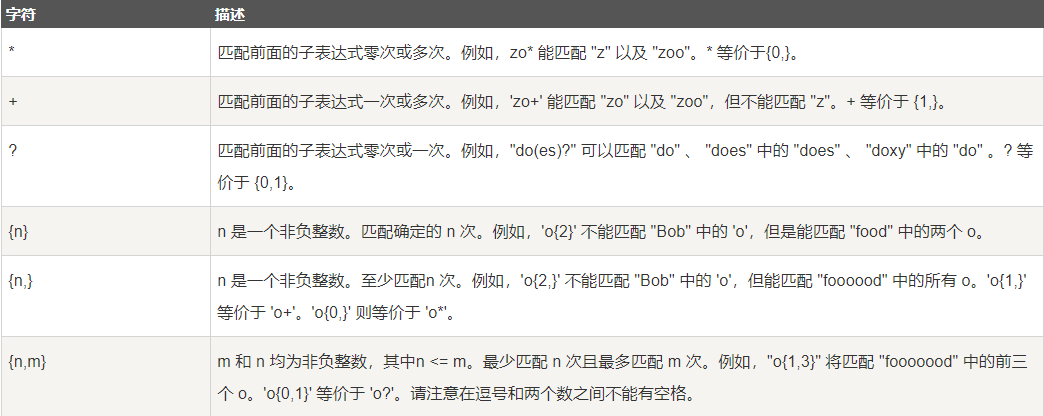 字符 描述
* 匹配前面的子表达式零次或多次。例如，zo* 能匹配 "z" 以及 "zoo"。* 等价于{0,}。
+ 匹配前面的子表达式一次或多次。例如，'zo+' 能匹配 "zo" 以及 "zoo"，但不能匹配 "z"。+ 等价于 {1,}。
? 匹配前面的子表达式零次或一次。例如，"do(es)?" 可以匹配 "do" 、 "does" 中的 "does" 、 "doxy" 中的 "do" 。? 等
价于 {0,1}。
{n} n 是一个非负整数。匹配确定的 n 次。例如，'o{2}' 不能匹配 "Bob" 中的 'o'，但是能匹配 "food" 中的两个 o。
{n,} n 是一个非负整数。至少匹配n 次。例如，'o{2,}' 不能匹配 "Bob" 中的 'o'，但能匹配 "foooood" 中的所有 o。'o{1,}'
等价于 'o+'。'o{0,}' 则等价于 'o*'。
{n,m} m 和 n 均为非负整数，其中n <= m。最少匹配 n 次且最多匹配 m 次。例如，"o{1,3}" 将匹配 "fooooood" 中的前三
个 o。'o{0,1}' 等价于 'o?'。请注意在逗号和两个数之间不能有空格。